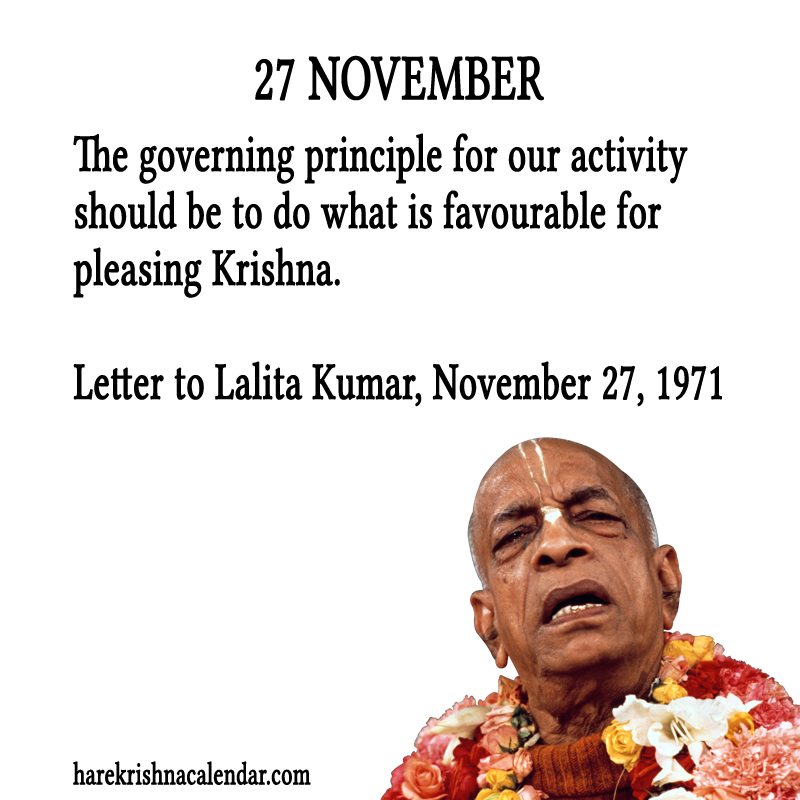 27 NOVEMBER
The governing principle for our activity
should be to do what is favourable for
pleasing Krishna.
Letter to Lalita Kumar, November 27, 1971
harekrishnacalendar.com